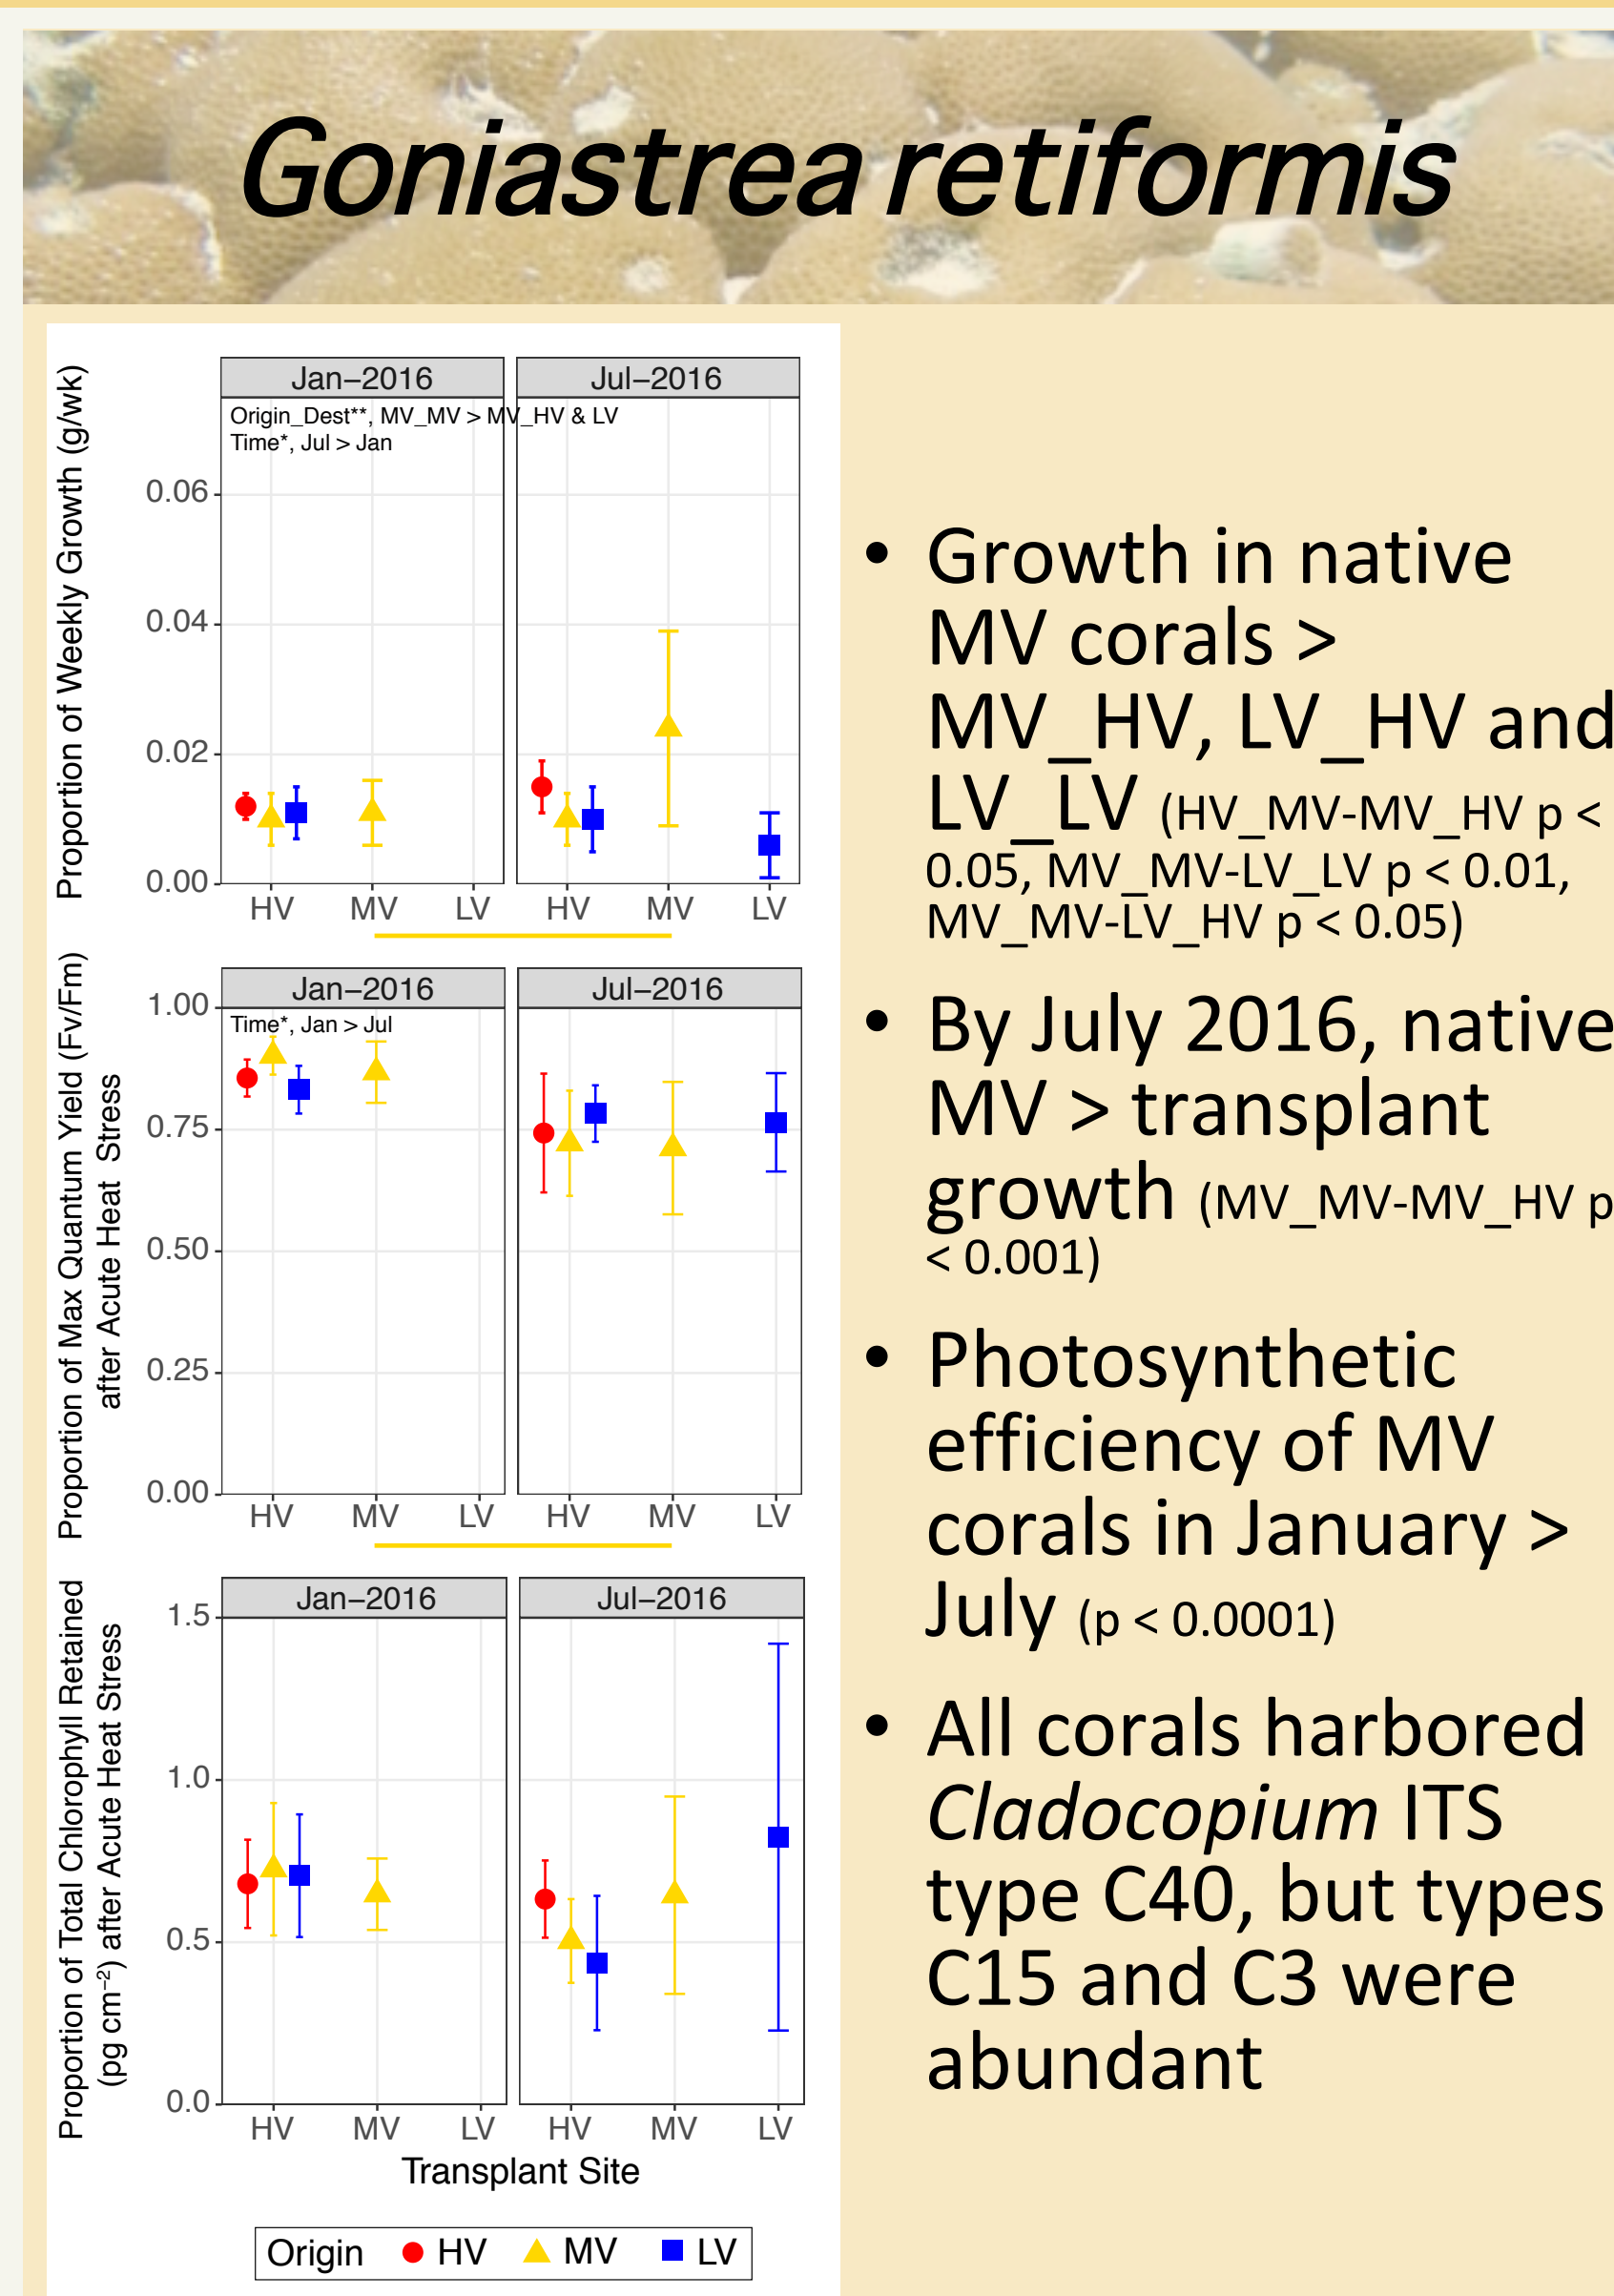 Goniastrea retiformis
Proportion of Weekly Growth (g/wk)
Jan–2016
Jul–2016
Origin_Dest**, MV_MV > MV_HV & LV
Time*, Jul > Jan
0.06
0.04
0.02
0.00
HV MV LV HV MV LV
Proportion of Max Quantum Yield (Fv/Fm)
after Acute Heat Stress
Jan–2016
Jul–2016
Time*, Jan > Jul
1.00
0.75
0.50
0.25
0.00
HV MV LV HV MV LV
Proportion of Total Chlorophyll Retained
(pg cm⁻²) after Acute Heat Stress
Jan–2016
Jul–2016
1.5
1.0
0.5
0.0
HV MV LV HV MV LV
Transplant Site
Origin HV MV LV
• Growth in native
MV corals >
MV_HV, LV_HV and
LV_LV (HV_MV-MV_HV p <
0.05, MV_MV-LV_LV p < 0.01,
MV_MV-LV_HV p < 0.05)
• By July 2016, native
MV > transplant
growth (MV_MV-MV_HV p
< 0.001)
• Photosynthetic
efficiency of MV
corals in January >
July (p < 0.0001)
• All corals harbored
Cladocopium ITS
type C40, but types
C15 and C3 were
abundant